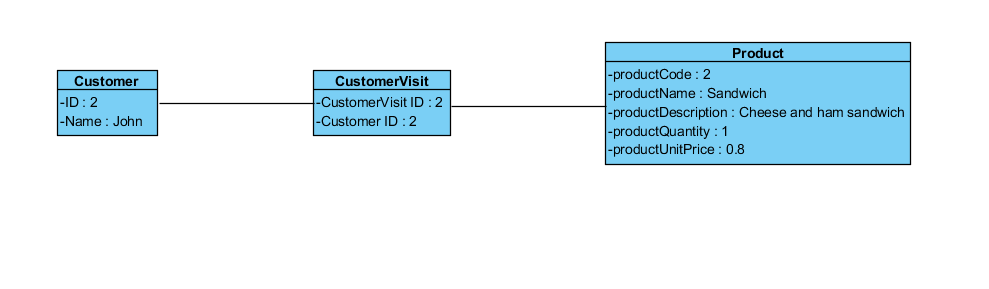 Customer
-ID : 2
-Name : John
CustomerVisit
-CustomerVisit ID : 2
-Customer ID : 2
Product
-productCode : 2
-productName : Sandwich
-productDescription : Cheese and ham sandwich
-productQuantity : 1
-productUnitPrice : 0.8